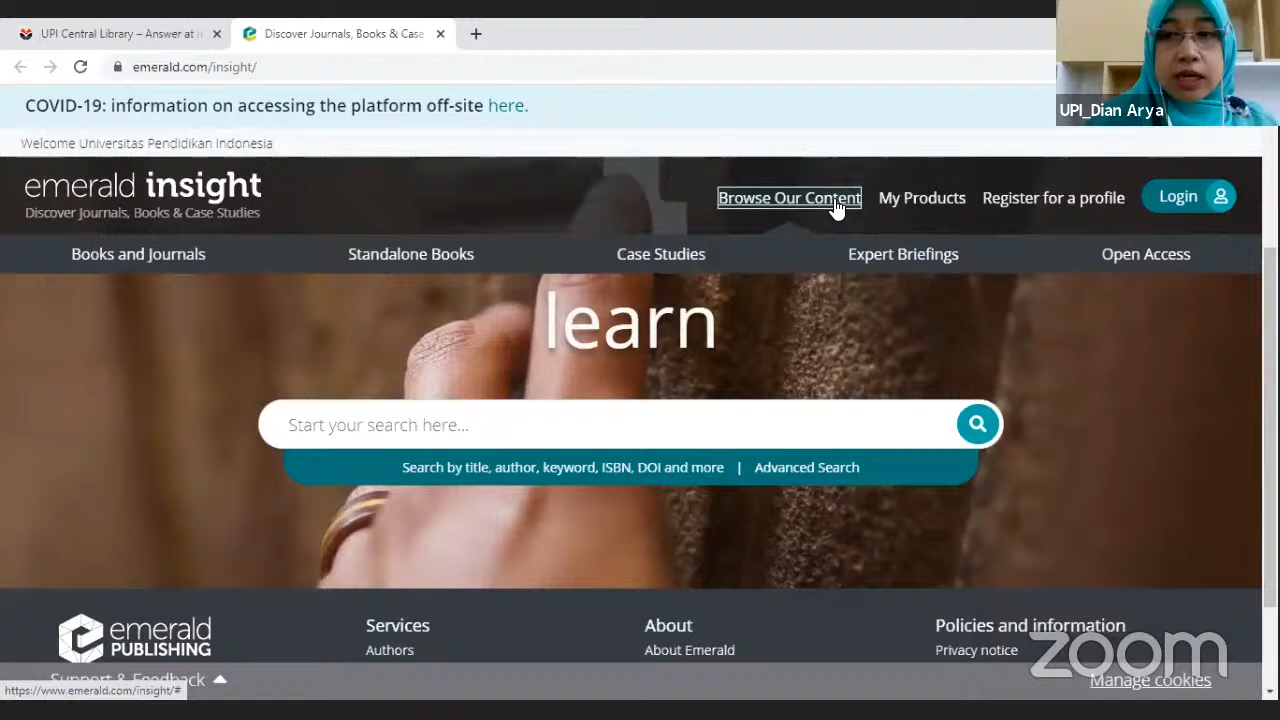 UPI Central Library – Answer at
Discover Journals, Books & Case
emerald.com/insight/
UPI_Dian Arya
COVID-19: information on accessing the platform off-site here.
Welcome Universitas Pendidikan Indonesia
emerald insight
Discover Journals, Books & Case Studies
Browse Our Content
My Products
Register for a profile
Login
Books and Journals
Standalone Books
Case Studies
Expert Briefings
Open Access
learn
Start your search here...
Search by title, author, keyword, ISBN, DOI and more | Advanced Search
emerald
PUBLISHING
Services
Authors
About
About Emerald
Policies and information
Privacy notice
zoom
Support & Feedback
Manage cookies
https://www.emerald.com/insight/#